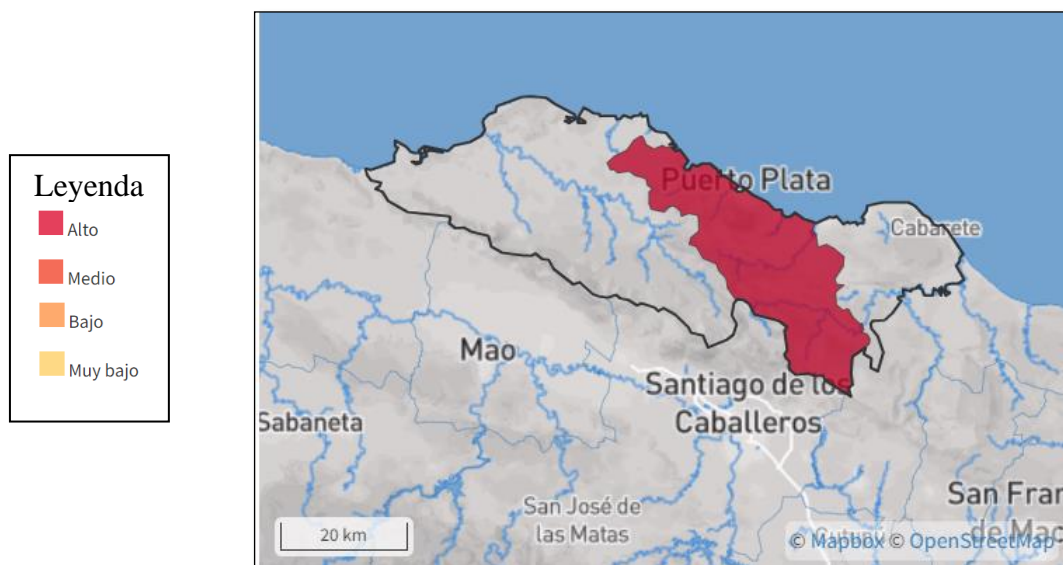 Leyenda
Alto
Medio
Bajo
Muy bajo
Puerto Plata
Cabarete
Mao
Santiago de los
Caballeros
Sabaneta
San José de
las Matas
San Fran
de Mac
20 km
© Mapbox © OpenStreetMap